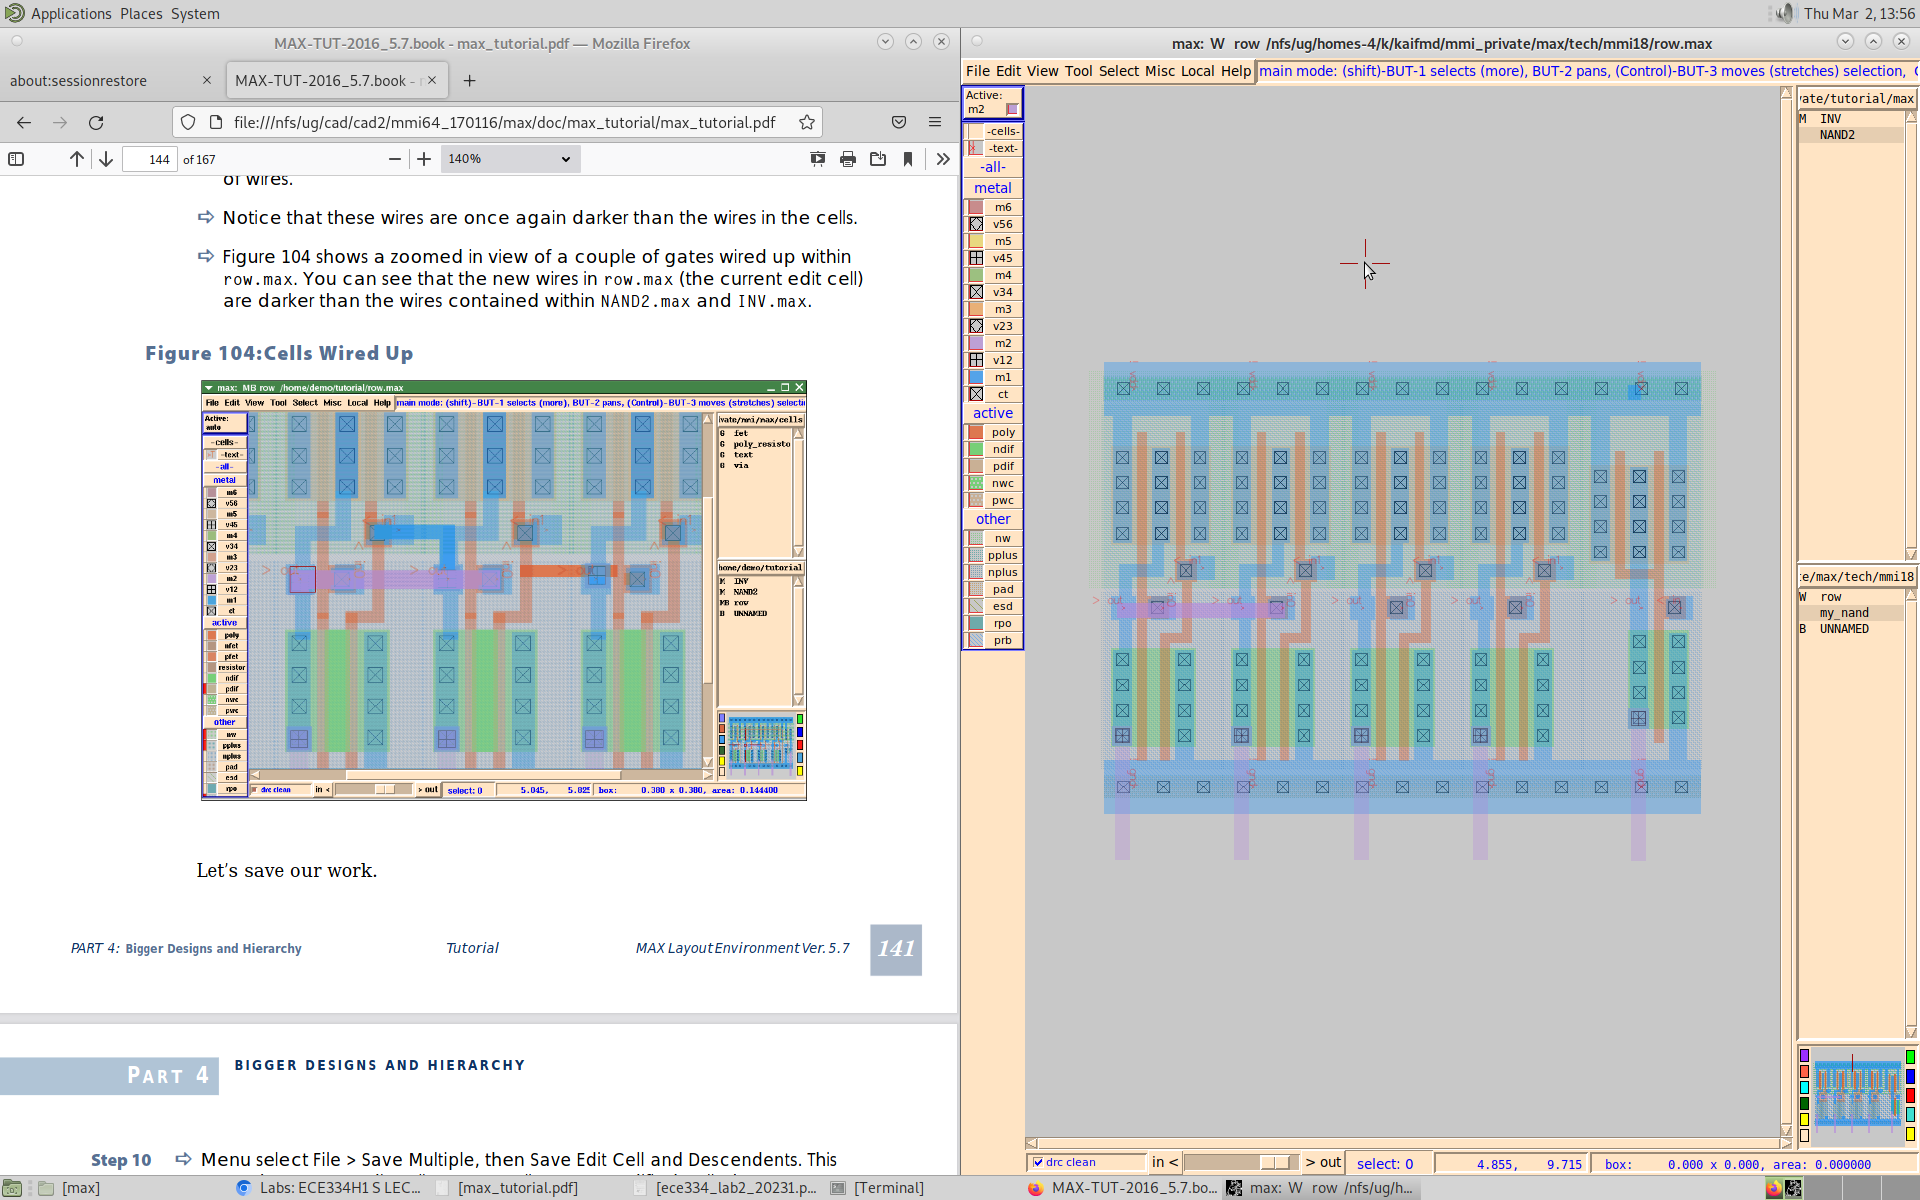 Applications Places System
Thu Mar 2, 13:56
MAX-TUT-2016_5.7.book - max_tutorial.pdf — Mozilla Firefox
about:sessionrestore
MAX-TUT-2016_5.7.book -
file:///nfs/ug/cad/cad2/mmi64_170116/max/doc/max_tutorial/max_tutorial.pdf
144 of 167
140%
of wires.
⇨ Notice that these wires are once again darker than the wires in the cells.
⇨ Figure 104 shows a zoomed in view of a couple of gates wired up within
row.max. You can see that the new wires in row.max (the current edit cell)
are darker than the wires contained within NAND2.max and INV.max.
Figure 104:Cells Wired Up
max: MB row /home/demo/tutorial/row.max
File Edit View Tool Select Misc Local Help
main mode: (shift)-BUT-1 selects (more), BUT-2 pans, (Control)-BUT-3 moves (stretches) selectio
Active:
auto
-cells-
-text-
-all-
metal
m6
v56
m5
v45
m4
v34
m3
v23
m2
v12
m1
ct
active
poly
nfet
pfet
resistor
ndif
pdif
nwc
pwc
other
nw
pplus
nplus
pad
esd
rpo
ivate/mmi/max/cells
G fet
G poly_resisto
G text
G via
home/demo/tutorial
M INV
M NAND2
MB row
B UNNAMED
drc clean
in <
> out
select: 0
5.045, 5.825
box: 0.380 x 0.380, area: 0.144400
Let's save our work.
PART 4: Bigger Designs and Hierarchy
Tutorial
MAX Layout Environment Ver. 5.7
141
PART 4
BIGGER DESIGNS AND HIERARCHY
Step 10 ⇨ Menu select File > Save Multiple, then Save Edit Cell and Descendents. This
max: W row /nfs/ug/homes-4/k/kaifmd/mmi_private/max/tech/mmi18/row.max
File Edit View Tool Select Misc Local Help
main mode: (shift)-BUT-1 selects (more), BUT-2 pans, (Control)-BUT-3 moves (stretches) selection,
Active:
m2
-cells-
-text-
-all-
metal
m6
v56
m5
v45
m4
v34
m3
v23
m2
v12
m1
ct
active
poly
ndif
pdif
nwc
pwc
other
nw
pplus
nplus
pad
esd
rpo
prb
vate/tutorial/max
M INV
NAND2
te/max/tech/mmi18
W row
my_nand
B UNNAMED
drc clean
in <
> out
select: 0
4.855, 9.715
box: 0.000 x 0.000, area: 0.000000
[max]
Labs: ECE334H1 S LEC...
[max_tutorial.pdf]
[ece334_lab2_20231.p...
[Terminal]
MAX-TUT-2016_5.7.bo...
max: W row /nfs/ug/h...